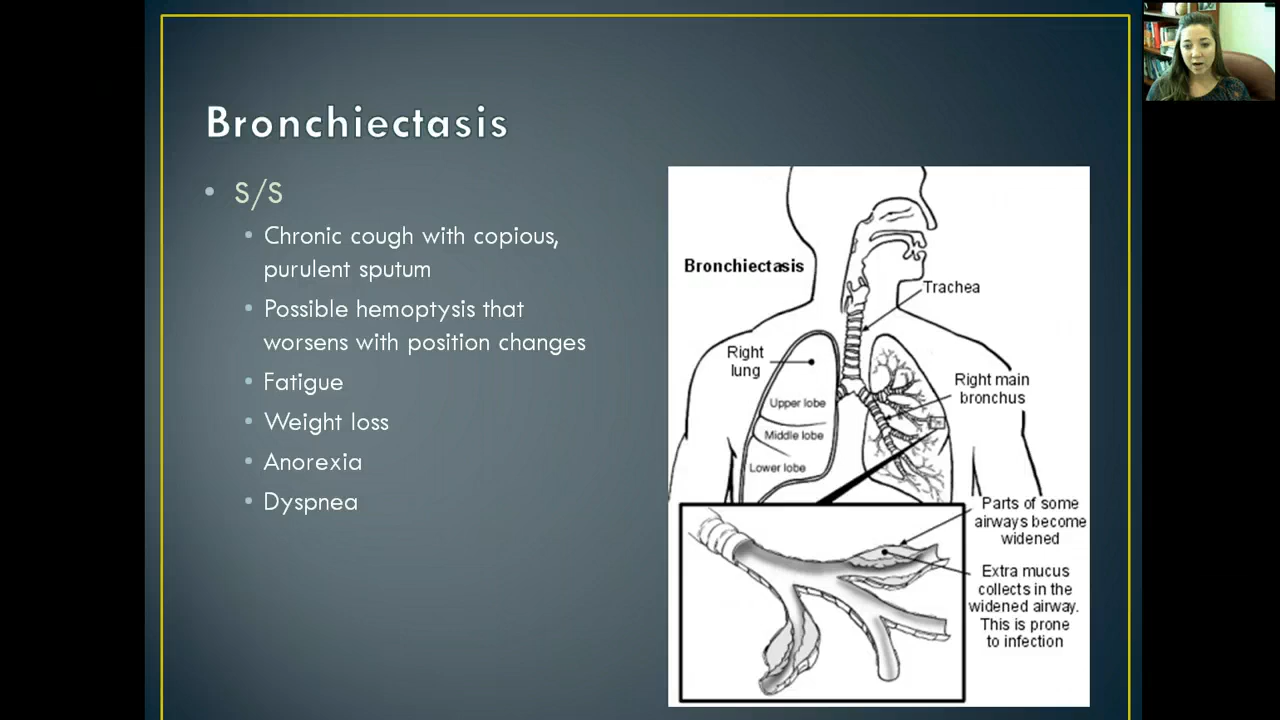 Bronchiectasis
S/S
Chronic cough with copious,
purulent sputum
Possible hemoptysis that
worsens with position changes
Fatigue
Weight loss
Anorexia
Dyspnea
Bronchiectasis
Trachea
Right
lung
Right main
bronchus
Upper lobe
Middle lobe
Lower lobe
Parts of some
airways become
widened
Extra mucus
collects in the
widened airway.
This is prone
to infection